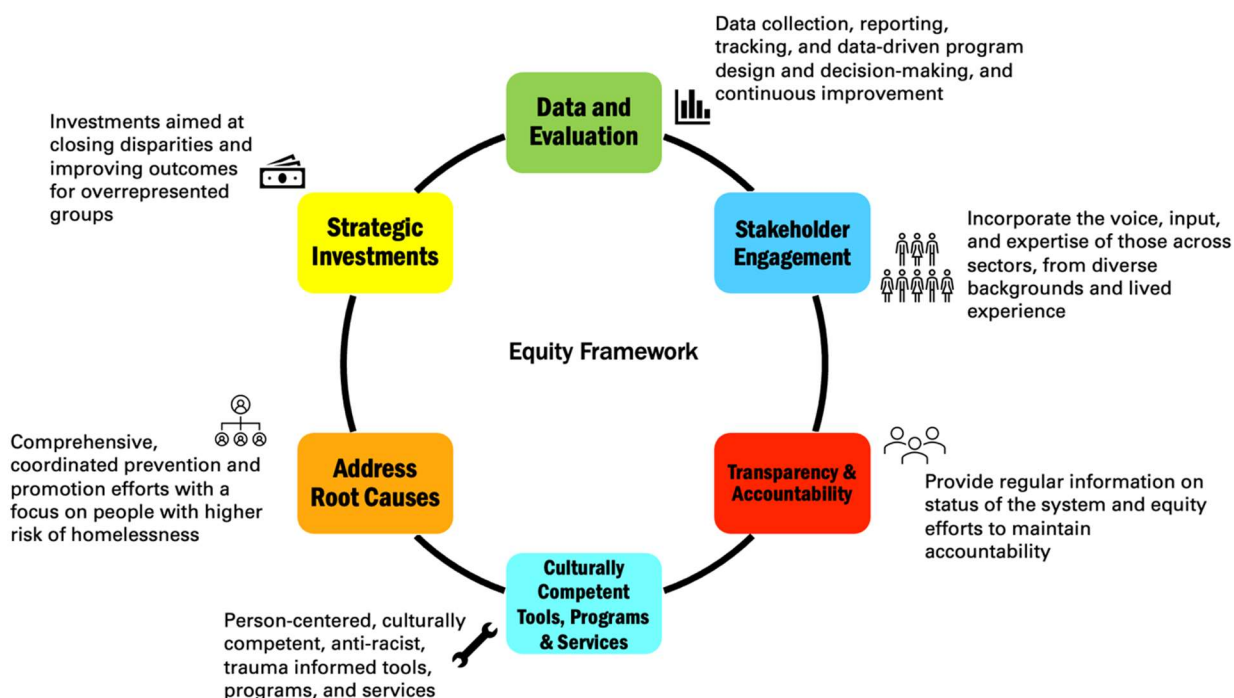 Data collection, reporting,
tracking, and data-driven program
design and decision-making, and
continuous improvement
Data and
Evaluation
Investments aimed at
closing disparities and
improving outcomes
for overrepresented
groups
Strategic
Investments
Stakeholder
Engagement
Incorporate the voice, input,
and expertise of those across
sectors, from diverse
backgrounds and lived
experience
Equity Framework
Comprehensive,
coordinated prevention and
promotion efforts with a
focus on people with higher
risk of homelessness
Address
Root Causes
Transparency &
Accountability
Provide regular information on
status of the system and equity
efforts to maintain
accountability
Culturally
Competent
Tools, Programs
& Services
Person-centered, culturally
competent, anti-racist,
trauma informed tools,
programs, and services